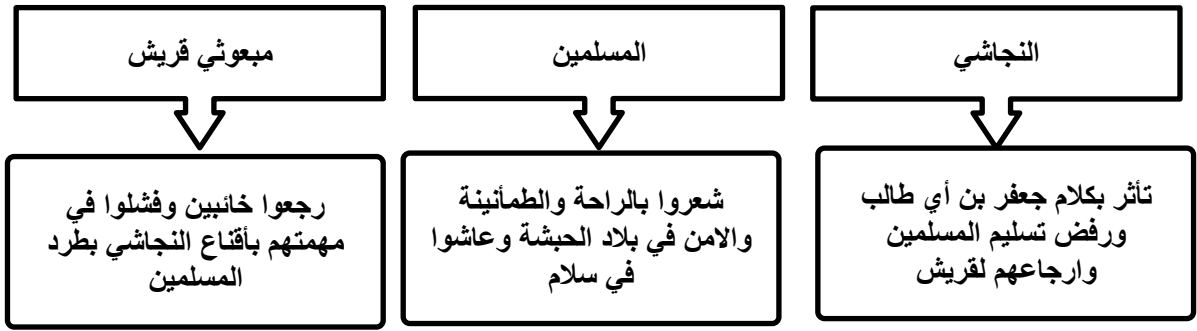 النجاشي
المسلمين
مبعوثي قريش
تأثر بكلام جعفر بن أي طالب
ورفض تسليم المسلمين
وارجاعهم لقريش
شعروا بالراحة والطمأنينة
والامن في بلاد الحبشة وعاشوا
في سلام
رجعوا خائبين وفشلوا في
مهمتهم بأقناع النجاشي بطرد
المسلمين